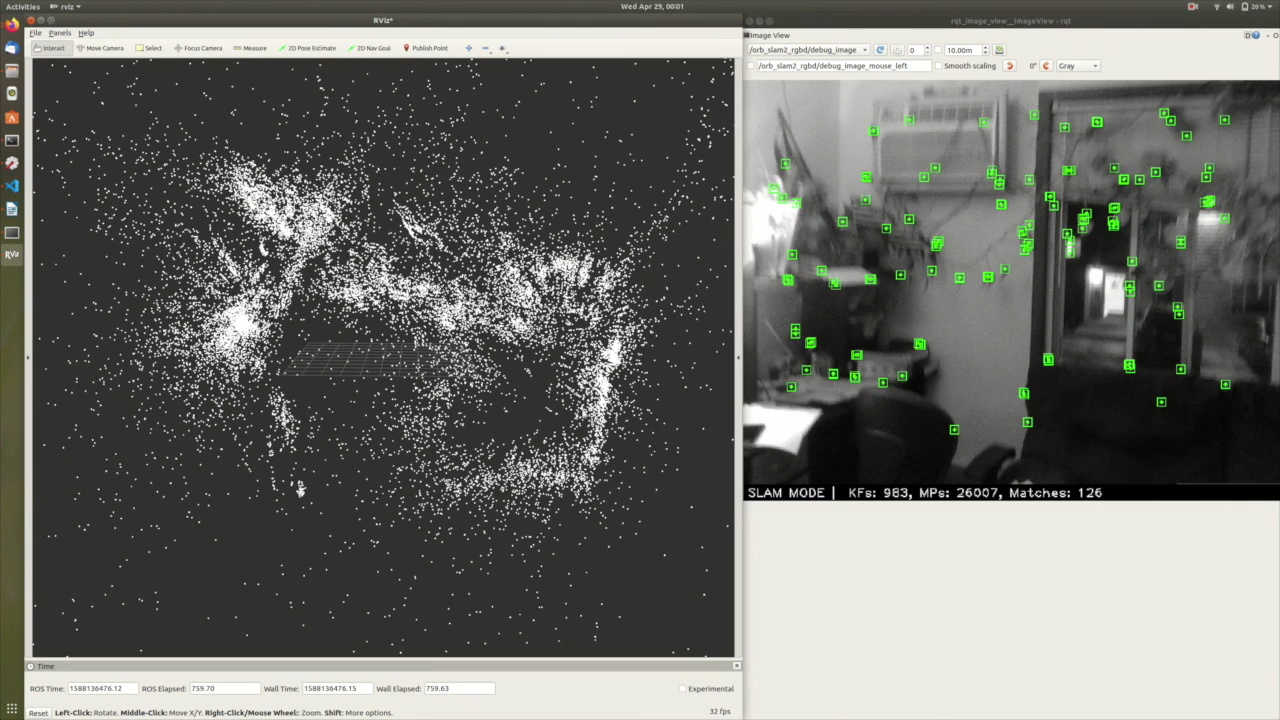 Activities rviz Wed Apr 29, 00:01 20%
RViz*
rqt_image_view__ImageView - rqt
File Panels Help
Image View
D
Interact Move Camera Select Focus Camera Measure 2D Pose Estimate 2D Nav Goal Publish Point
/orb_slam2_rgbd/debug_image 0 10.00m
/orb_slam2_rgbd/debug_image_mouse_left Smooth scaling 0° Gray
RViz
SLAM MODE | KFs: 983, MPs: 26007, Matches: 126
Time
ROS Time: 1588136476.12 ROS Elapsed: 759.70 Wall Time: 1588136476.15 Wall Elapsed: 759.63 Experimental
Reset Left-Click: Rotate. Middle-Click: Move X/Y. Right-Click/Mouse Wheel:: Zoom. Shift: More options. 32 fps